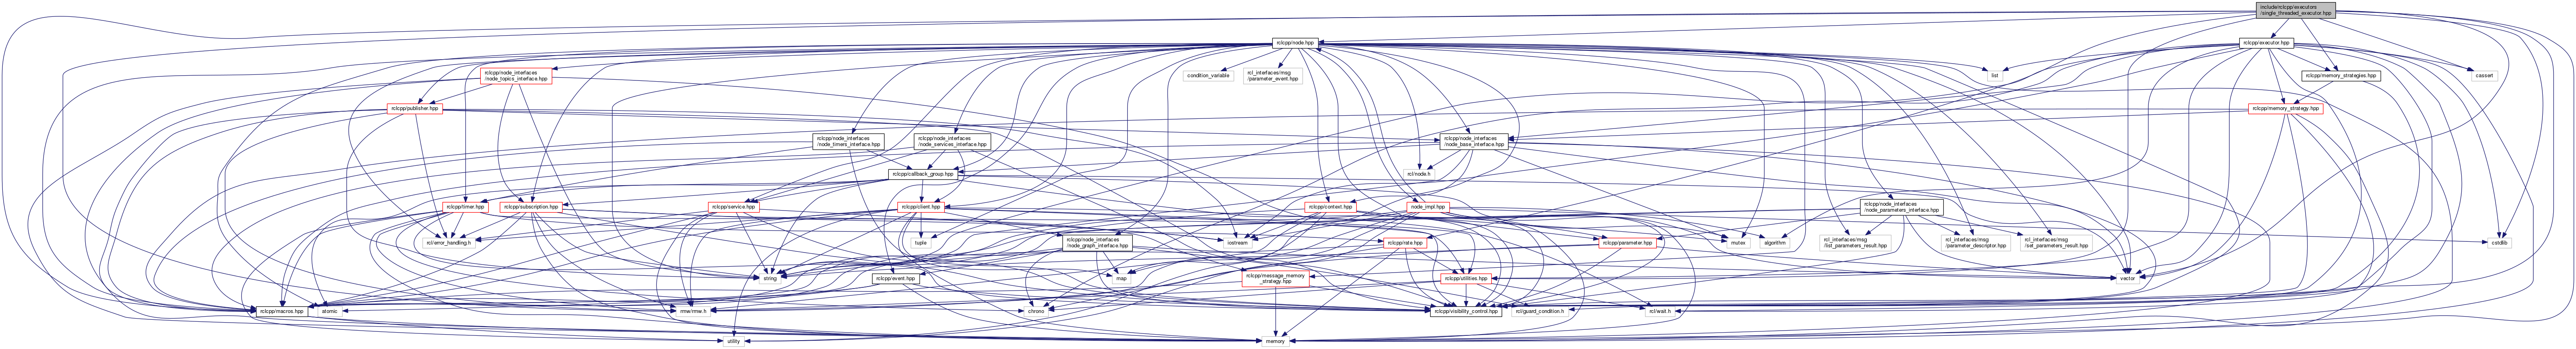 include/rclcpp/executors
/single_threaded_executor.hpp
rclcpp/node.hpp
rclcpp/executor.hpp
rclcpp/node_interfaces
/node_topics_interface.hpp
condition_variable
rcl_interfaces/msg
/parameter_event.hpp
list
rclcpp/memory_strategies.hpp
cassert
rclcpp/publisher.hpp
rclcpp/memory_strategy.hpp
rclcpp/node_interfaces
/node_timers_interface.hpp
rclcpp/node_interfaces
/node_services_interface.hpp
rclcpp/node_interfaces
/node_base_interface.hpp
rclcpp/callback_group.hpp
rcl/node.h
rclcpp/timer.hpp
rclcpp/subscription.hpp
rclcpp/service.hpp
rclcpp/client.hpp
rclcpp/context.hpp
node_impl.hpp
rclcpp/node_interfaces
/node_parameters_interface.hpp
rcl/error_handling.h
tuple
rclcpp/node_interfaces
/node_graph_interface.hpp
iostream
rclcpp/rate.hpp
mutex
algorithm
rclcpp/parameter.hpp
rcl_interfaces/msg
/list_parameters_result.hpp
rcl_interfaces/msg
/parameter_descriptor.hpp
rcl_interfaces/msg
/set_parameters_result.hpp
cstdlib
string
rclcpp/event.hpp
map
rclcpp/message_memory
_strategy.hpp
rclcpp/utilities.hpp
vector
rclcpp/macros.hpp
atomic
rmw/rmw.h
chrono
rclcpp/visibility_control.hpp
rcl/guard_condition.h
rcl/wait.h
utility
memory